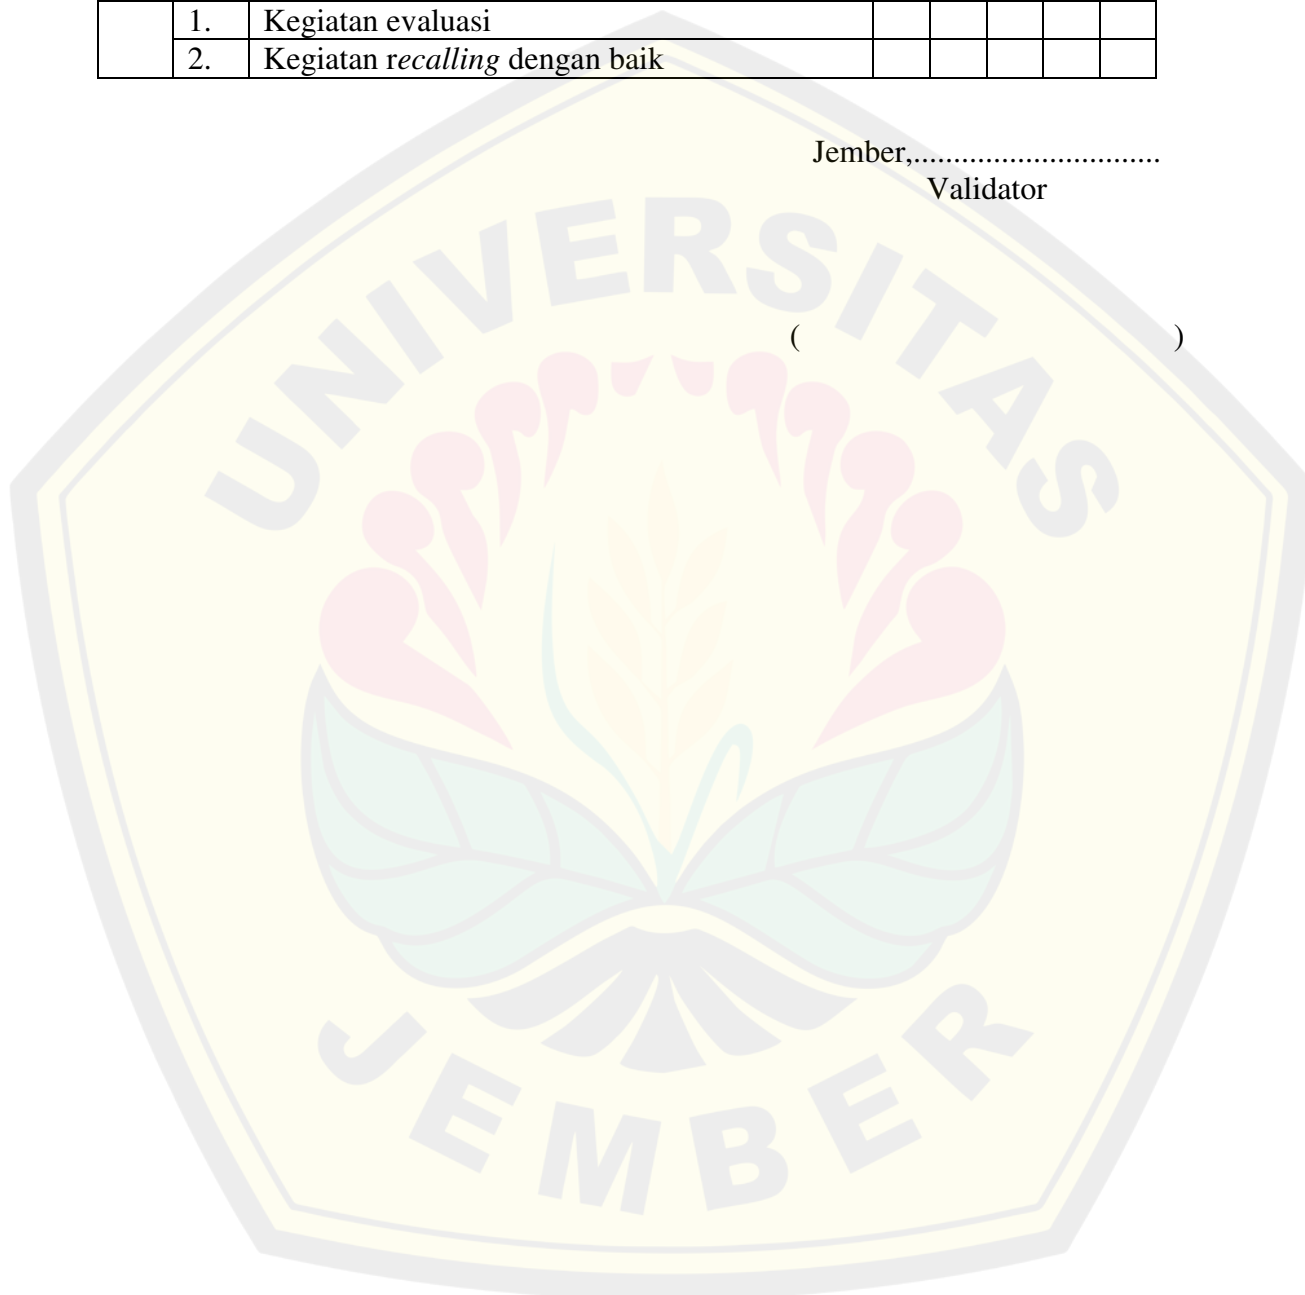 1. Kegiatan evaluasi
2. Kegiatan recalling dengan baik
Jember,...............................
Validator
( )
UNIVERSITAS
JEMBER